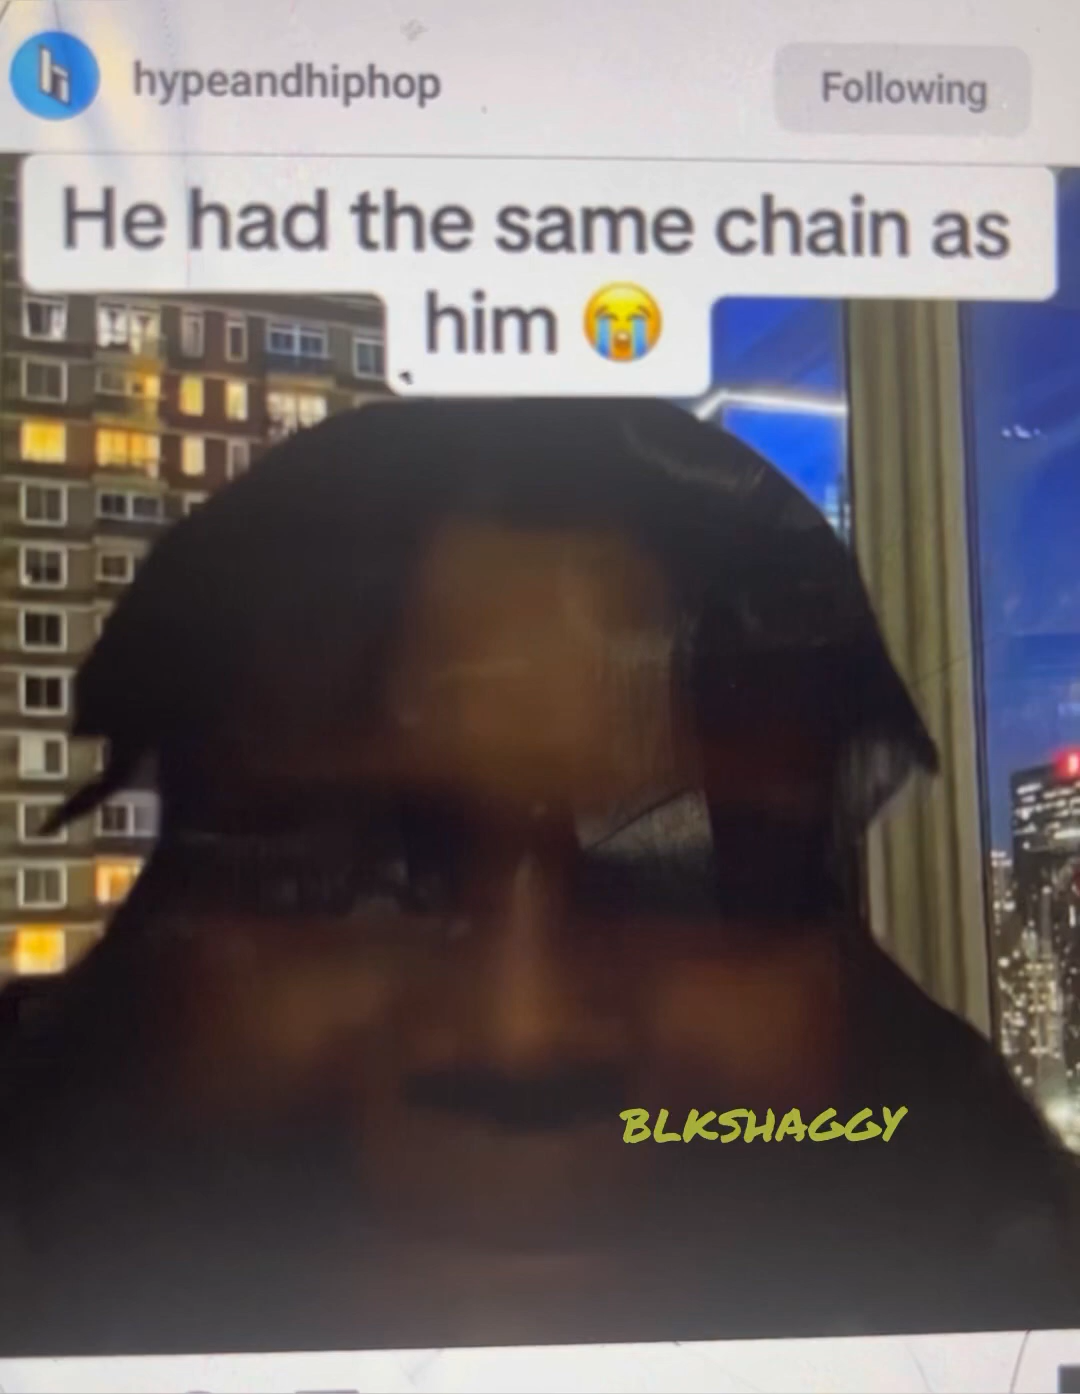 hypeandhiphop
Following
He had the same chain as
him 😭
BLKSHAGGY